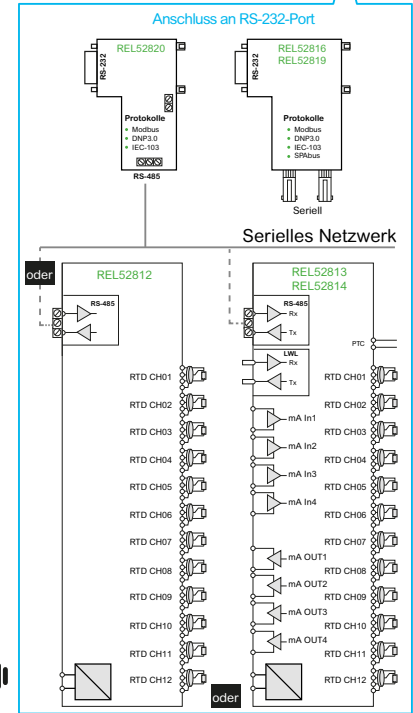 Anschluss an RS-232-Port
REL52820
RS-232
Protokolle
Modbus
DNP3.0
IEC-103
RS-485
REL52816
REL52819
RS-232
Protokolle
Modbus
DNP3.0
IEC-103
SPAbus
Seriell
Serielles Netzwerk
oder
REL52812
RS-485
RTD CH01
RTD CH02
RTD CH03
RTD CH04
RTD CH05
RTD CH06
RTD CH07
RTD CH08
RTD CH09
RTD CH10
RTD CH11
RTD CH12
oder
REL52813
REL52814
RS-485
Rx
Tx
LWL
Rx
Tx
mA In1
mA In2
mA In3
mA In4
mA OUT1
mA OUT2
mA OUT3
mA OUT4
PTC
RTD CH01
RTD CH02
RTD CH03
RTD CH04
RTD CH05
RTD CH06
RTD CH07
RTD CH08
RTD CH09
RTD CH10
RTD CH11
RTD CH12